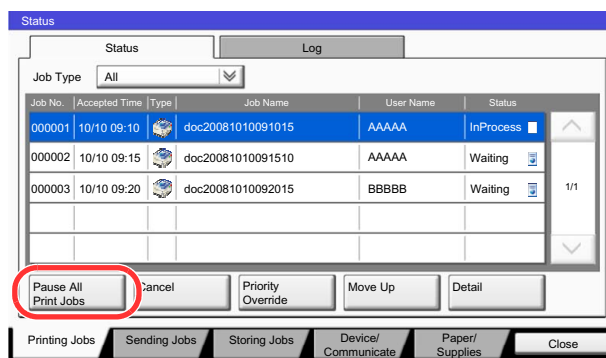 Status
Status Log
Job Type All
Job No. Accepted Time Type Job Name User Name Status
000001 10/10 09:10 doc20081010091015 AAAAA InProcess
000002 10/10 09:15 doc20081010091510 AAAAA Waiting
000003 10/10 09:20 doc20081010092015 BBBBB Waiting 1/1
Pause All
Print Jobs
Cancel
Priority
Override
Move Up
Detail
Printing Jobs
Sending Jobs
Storing Jobs
Device/
Communicate
Paper/
Supplies
Close